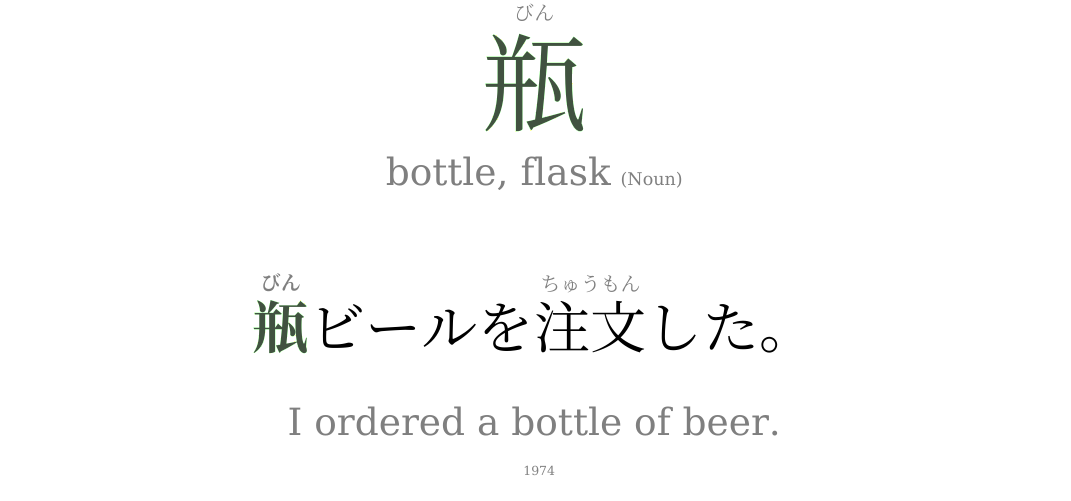 びん
瓶
bottle, flask (Noun)
びん ちゅうもん
瓶ビールを注文した。
I ordered a bottle of beer.
1974